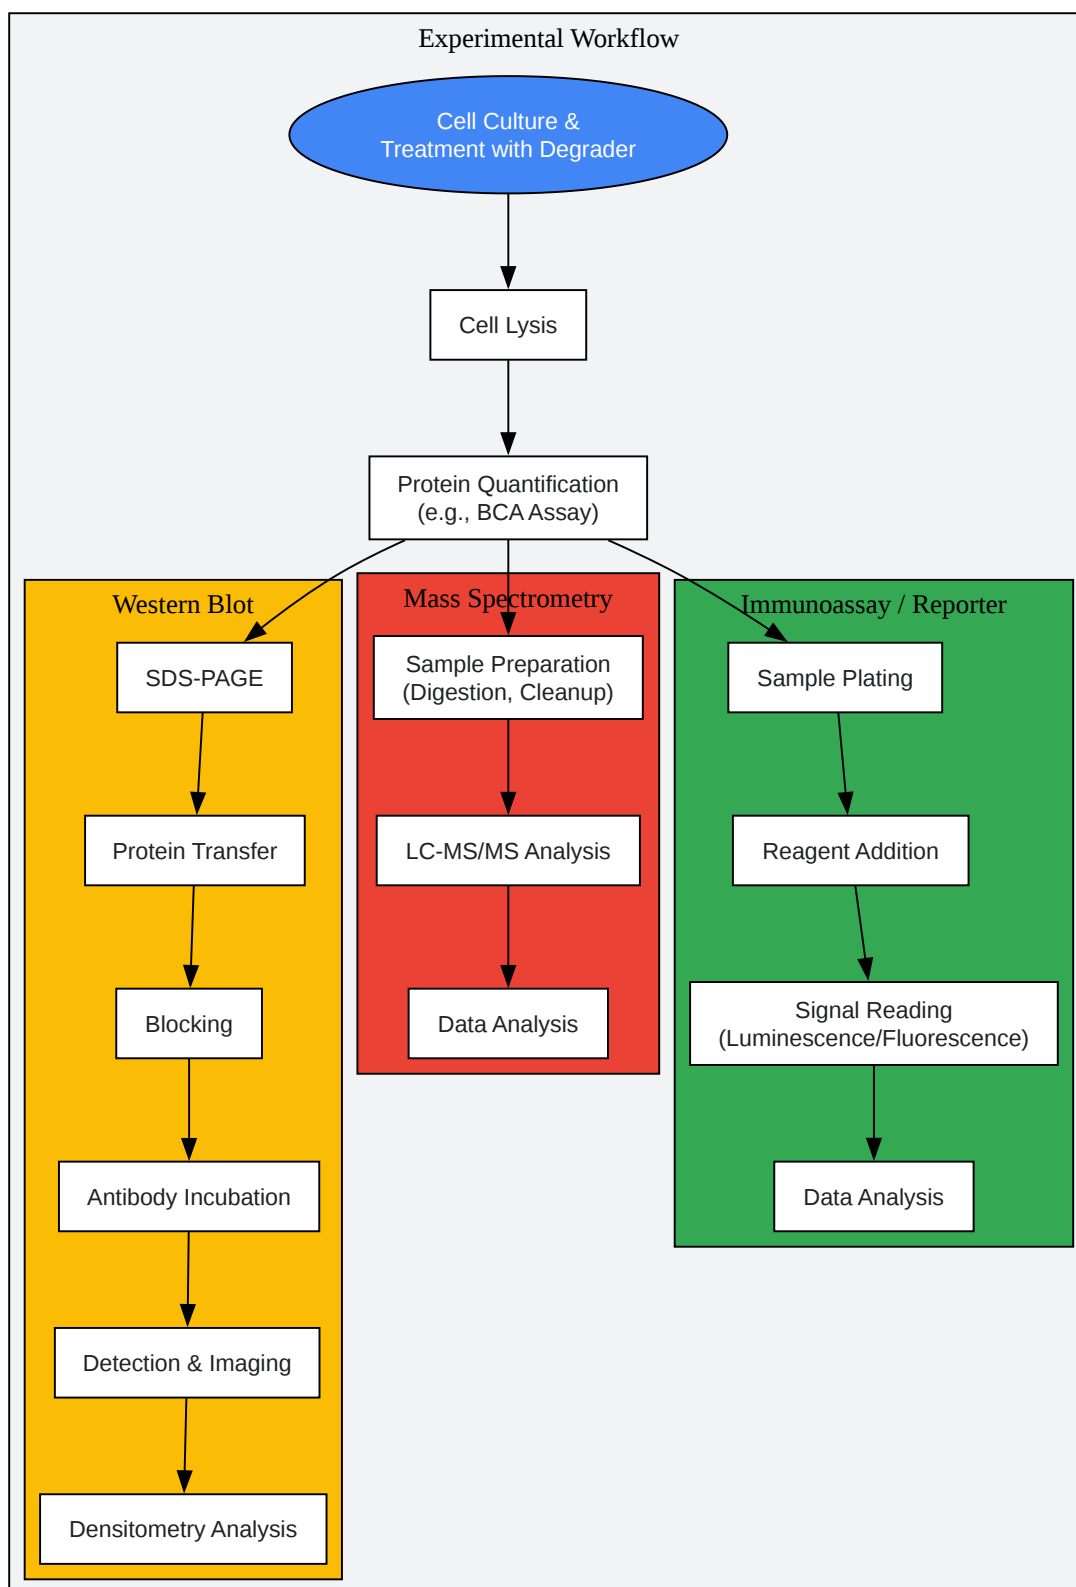 Experimental Workflow
Cell Culture &
Treatment with Degrader
Cell Lysis
Protein Quantification
(e.g., BCA Assay)
Western Blot
SDS-PAGE
Protein Transfer
Blocking
Antibody Incubation
Detection & Imaging
Densitometry Analysis
Mass Spectrometry
Sample Preparation
(Digestion, Cleanup)
LC-MS/MS Analysis
Data Analysis
Immunoassay / Reporter
Sample Plating
Reagent Addition
Signal Reading
(Luminescence/Fluorescence)
Data Analysis